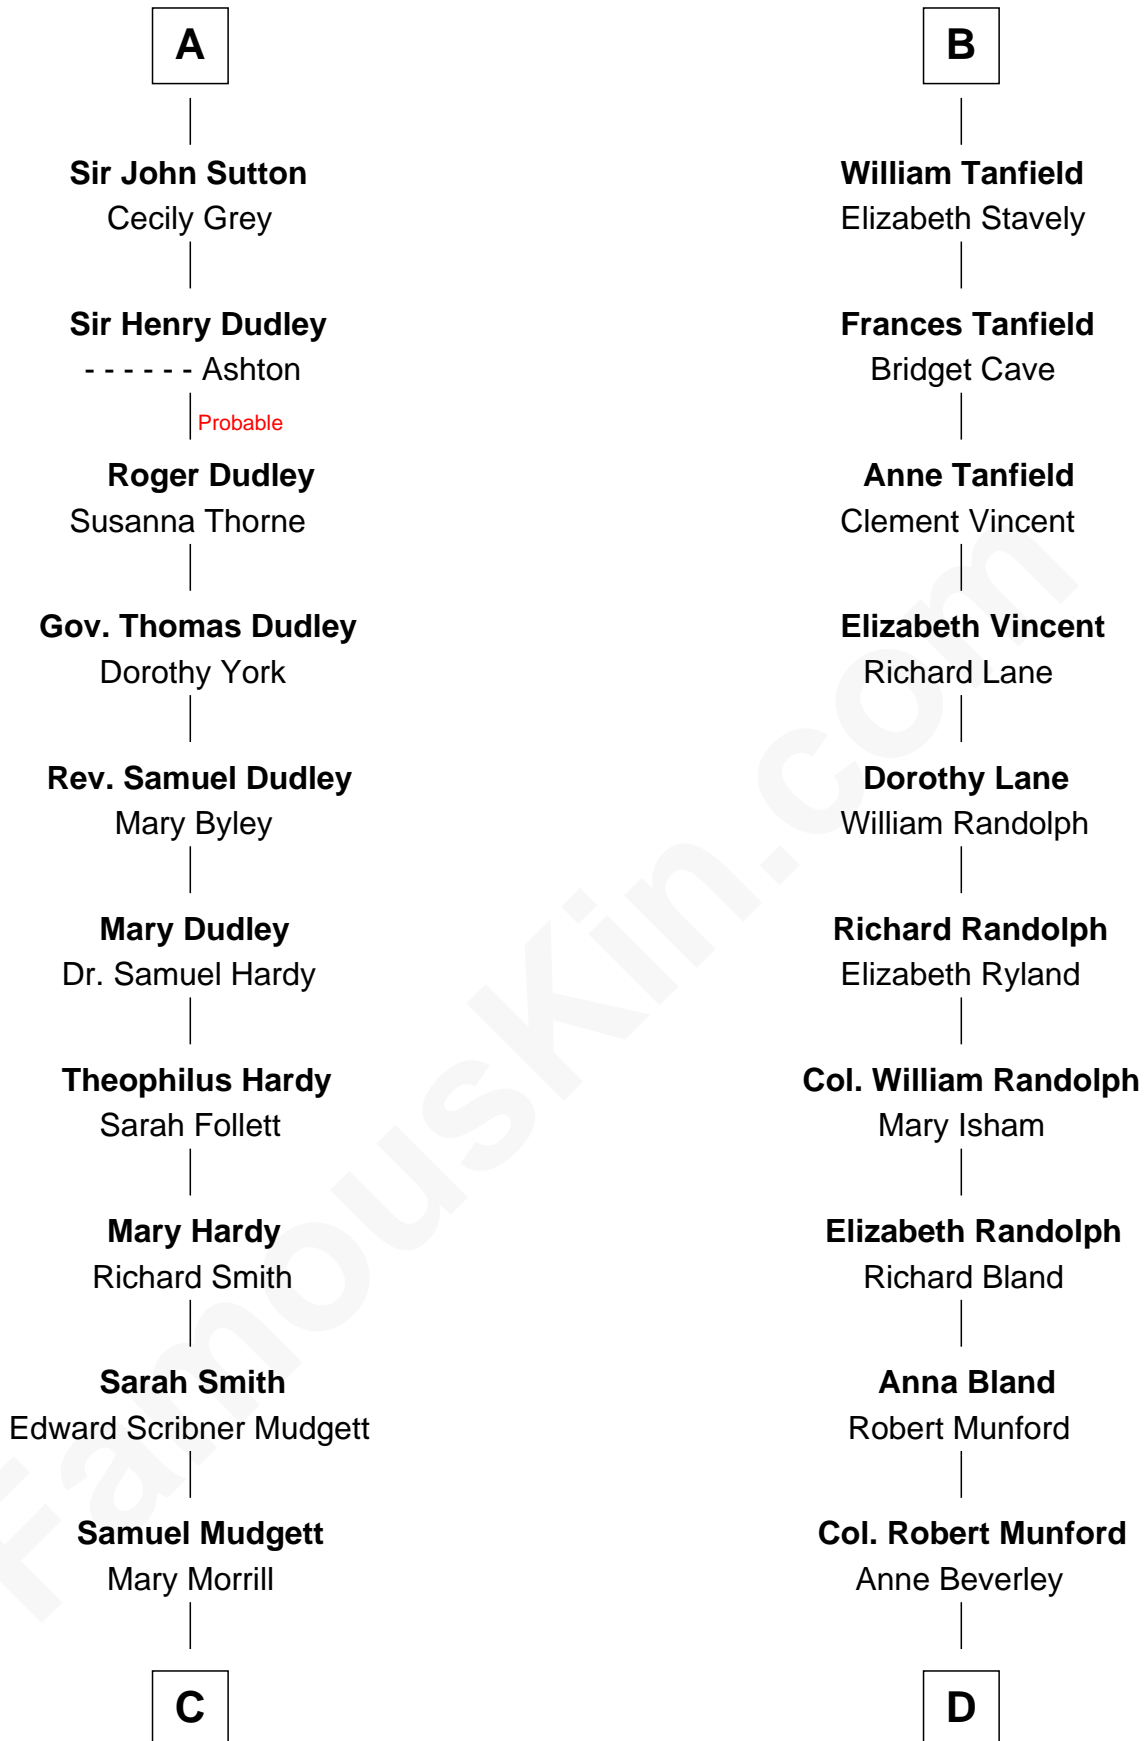 A
Sir John Sutton
Cecily Grey
Sir Henry Dudley
- - - - - - Ashton
Probable
Roger Dudley
Susanna Thorne
Gov. Thomas Dudley
Dorothy York
Rev. Samuel Dudley
Mary Byley
Mary Dudley
Dr. Samuel Hardy
Theophilus Hardy
Sarah Follett
Mary Hardy
Richard Smith
Sarah Smith
Edward Scribner Mudgett
Samuel Mudgett
Mary Morrill
C
B
William Tanfield
Elizabeth Stavely
Frances Tanfield
Bridget Cave
Anne Tanfield
Clement Vincent
Elizabeth Vincent
Richard Lane
Dorothy Lane
William Randolph
Richard Randolph
Elizabeth Ryland
Col. William Randolph
Mary Isham
Elizabeth Randolph
Richard Bland
Anna Bland
Robert Munford
Col. Robert Munford
Anne Beverley
D
FamousKin.com